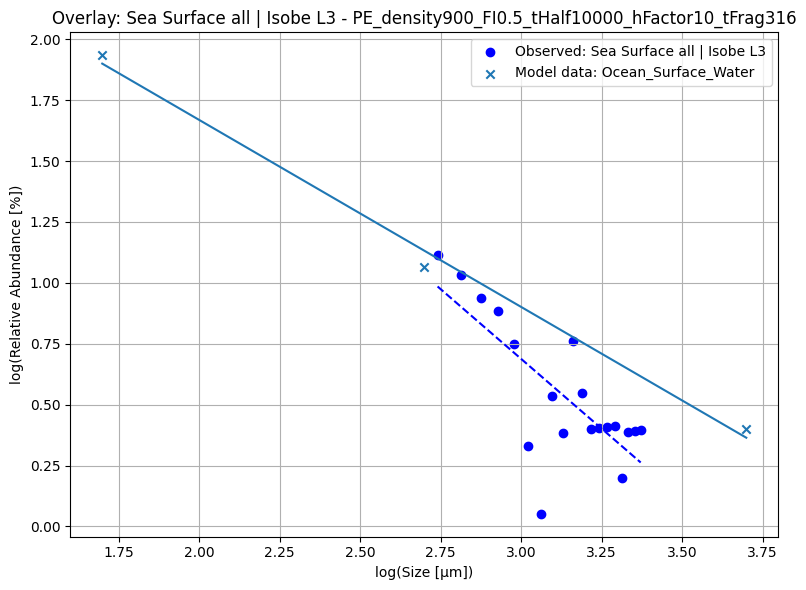 Overlay: Sea Surface all | Isobe L3 - PE_density900_FI0.5_tHalf10000_hFactor10_tFrag316
Observed: Sea Surface all | Isobe L3
Model data: Ocean_Surface_Water
log(Relative Abundance [%])
2.00
1.75
1.50
1.25
1.00
0.75
0.50
0.25
0.00
1.75 2.00 2.25 2.50 2.75 3.00 3.25 3.50 3.75
log(Size [μm])